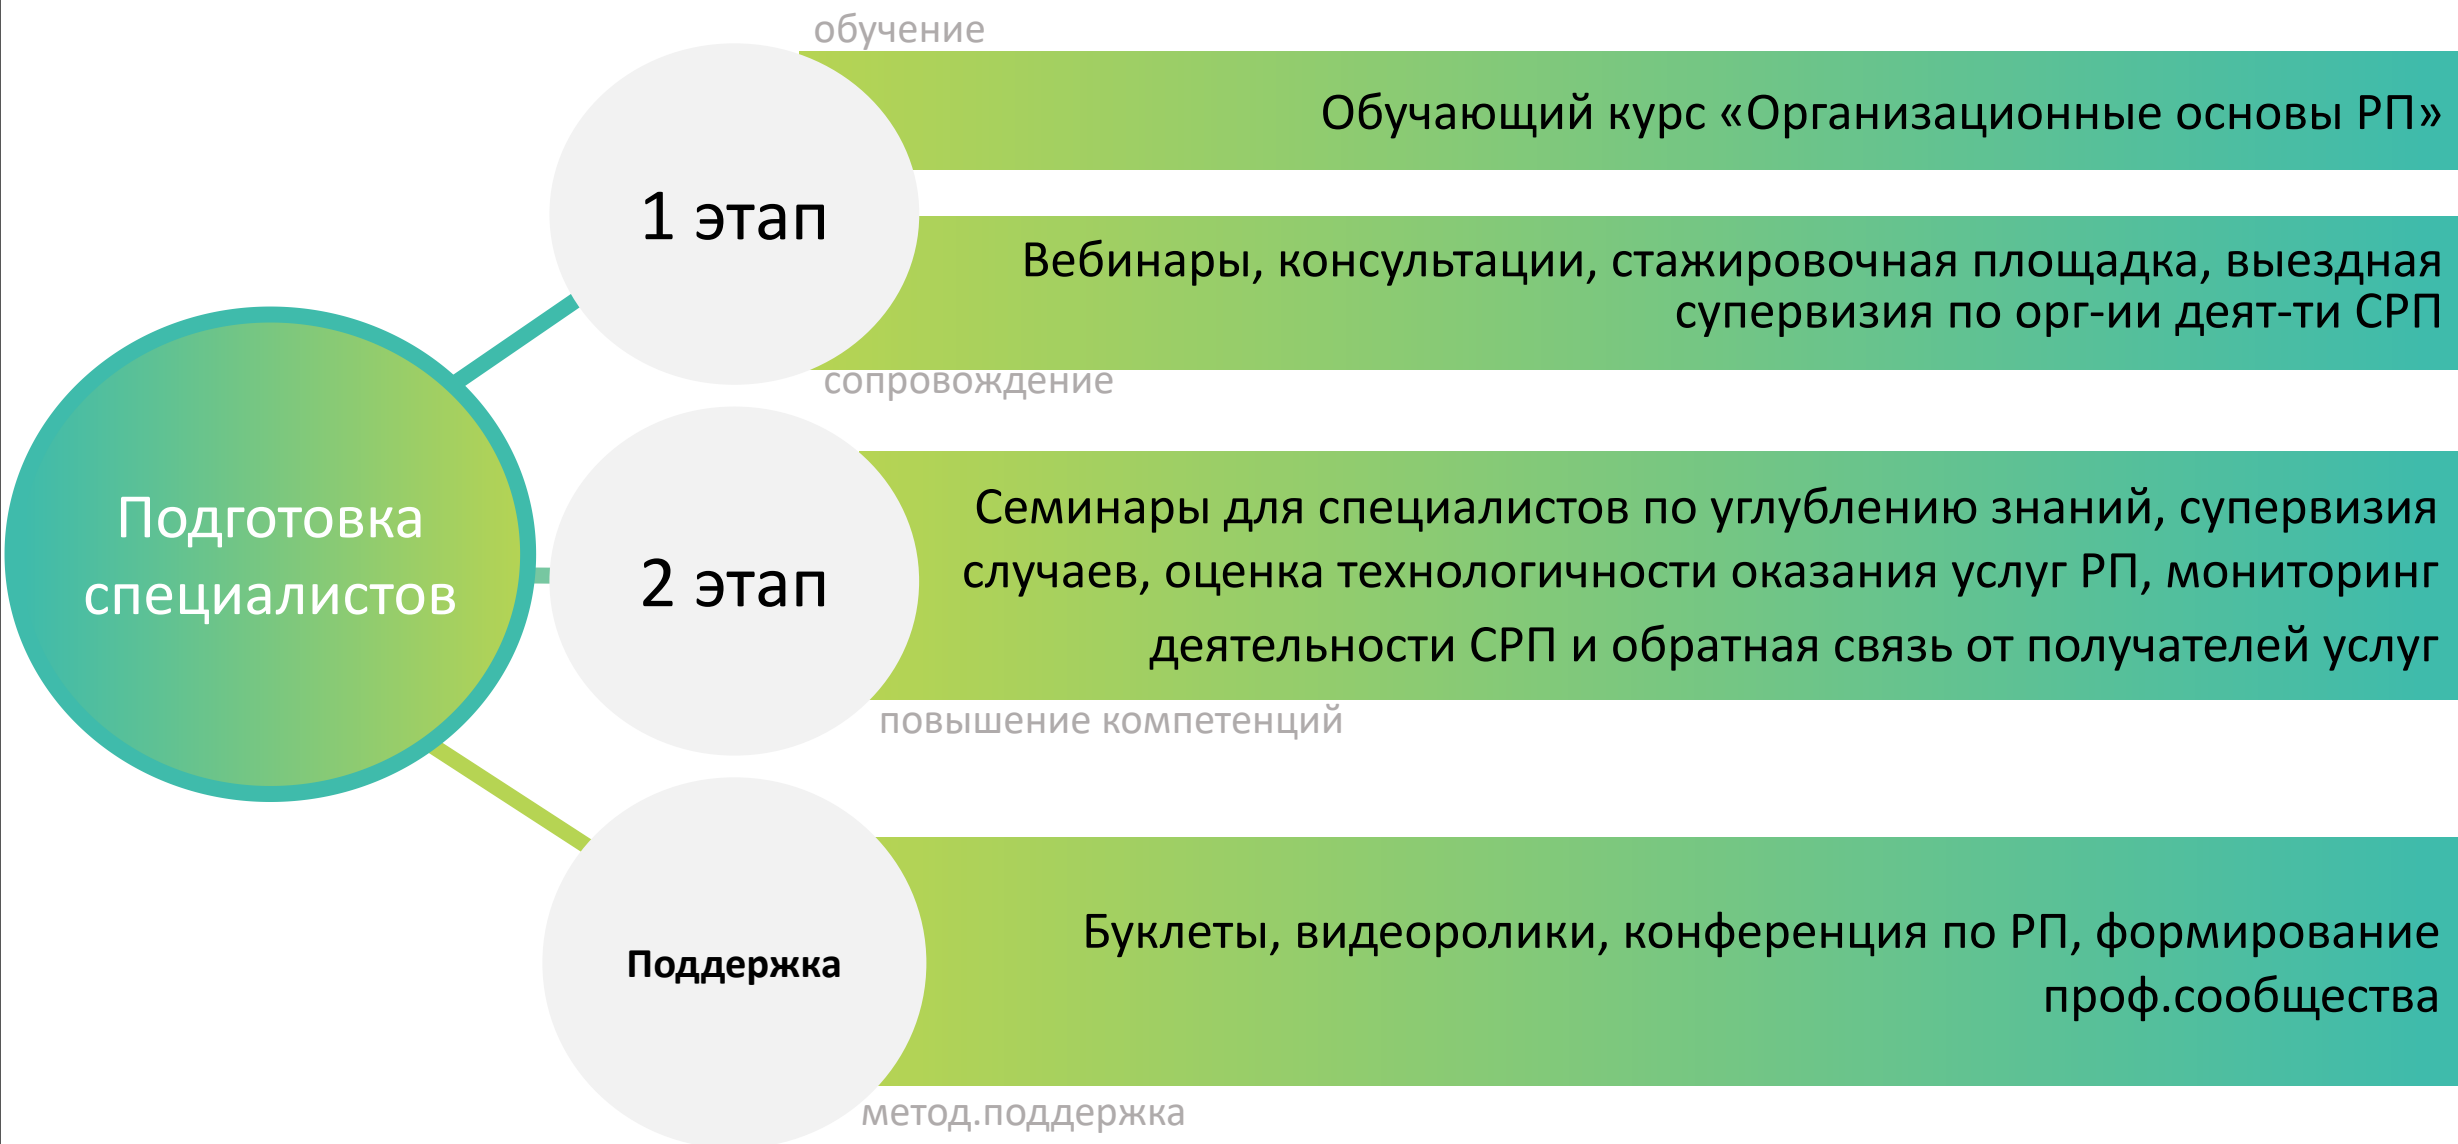 обучение
Обучающий курс «Организационные основы РП»
1 этап
Вебинары, консультации, стажировочная площадка, выездная
супервизия по орг-ии деят-ти СРП
сопровождение
Подготовка
специалистов
2 этап
Семинары для специалистов по углублению знаний, супервизия
случаев, оценка технологичности оказания услуг РП, мониторинг
деятельности СРП и обратная связь от получателей услуг
повышение компетенций
Поддержка
Буклеты, видеоролики, конференция по РП, формирование
проф.сообщества
метод.поддержка